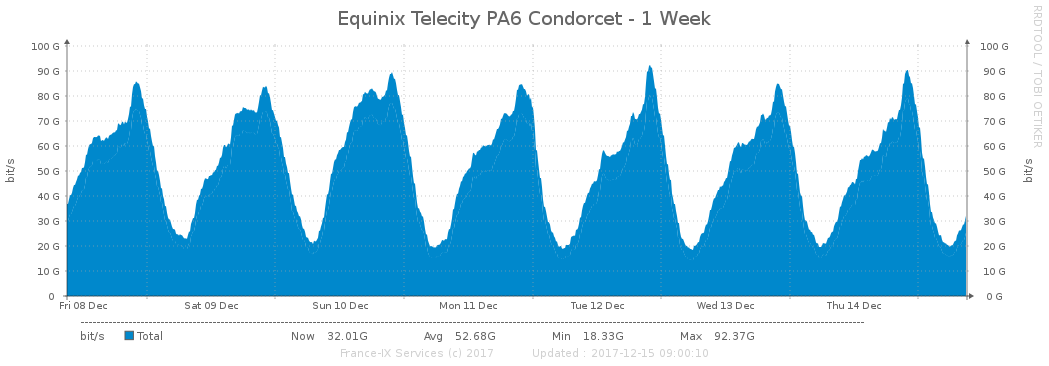 Equinix Telecity PA6 Condorcet - 1 Week
RRDTOOL / TOBI OETIKER
bit/s
100 G
90 G
80 G
70 G
60 G
50 G
40 G
30 G
20 G
10 G
0
100 G
90 G
80 G
70 G
60 G
50 G
40 G
30 G
20 G
10 G
0 G
bit/s
Fri 08 Dec Sat 09 Dec Sun 10 Dec Mon 11 Dec Tue 12 Dec Wed 13 Dec Thu 14 Dec
bit/s Total Now 32.01G Avg 52.68G Min 18.33G Max 92.37G
France-IX Services (c) 2017 Updated : 2017-12-15 09:00:10